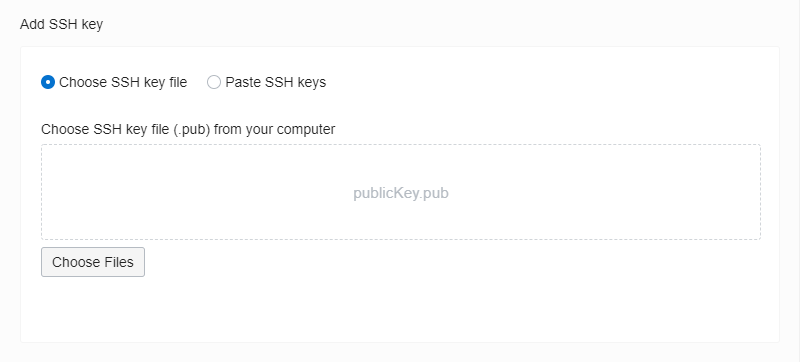 Add SSH key
Choose SSH key file Paste SSH keys
Choose SSH key file (.pub) from your computer
publicKey.pub
Choose Files